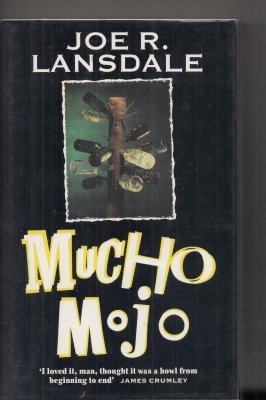 JOE R.
LANSDALE
MUCHO
MOJO
'I loved it, man, thought it was a howl from
beginning to end' JAMES CRUMLEY